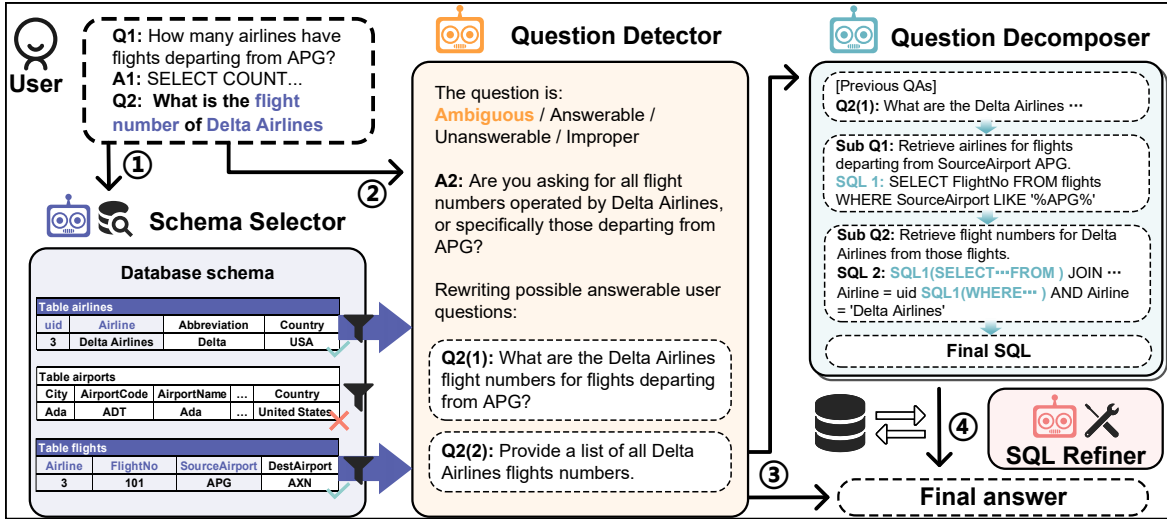 User
Q1: How many airlines have
flights departing from APG?
A1: SELECT COUNT...
Q2: What is the flight
number of Delta Airlines
①
②
Schema Selector
Database schema
Table airlines
uid Airline Abbreviation Country
3 Delta Airlines Delta USA
Table airports
City AirportCode AirportName ... Country
Ada ADT Ada ... United States
Table flights
Airline FlightNo SourceAirport DestAirport
3 101 APG AXN
Question Detector
The question is:
Ambiguous / Answerable /
Unanswerable / Improper
A2: Are you asking for all flight
numbers operated by Delta Airlines,
or specifically those departing from
APG?
Rewriting possible answerable user
questions:
Q2(1): What are the Delta Airlines
flight numbers for flights departing
from APG?
Q2(2): Provide a list of all Delta
Airlines flights numbers.
③
Question Decomposer
[Previous QAs]
Q2(1): What are the Delta Airlines ···
Sub Q1: Retrieve airlines for flights
departing from SourceAirport APG.
SQL 1: SELECT FlightNo FROM flights
WHERE SourceAirport LIKE '%APG%'
Sub Q2: Retrieve flight numbers for Delta
Airlines from those flights.
SQL 2: SQL1(SELECT···FROM ) JOIN ···
Airline = uid SQL1(WHERE··· ) AND Airline
= 'Delta Airlines'
Final SQL
④
SQL Refiner
Final answer